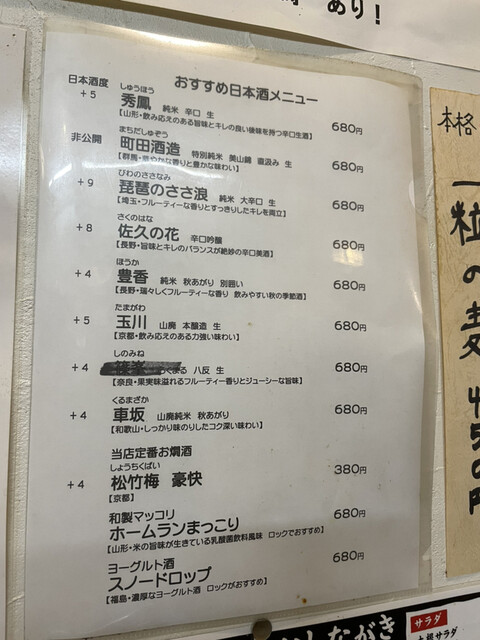 あり！
おすすめ日本酒メニュー
日本酒度
しゅうほう
+5 秀鳳 純米 辛口 生 680円
【山形・飲み応えのある旨味とキレの良い後味を持つ辛口生酒】
まちだしゅぞう
非公開 町田酒造 特別純米 美山錦 直汲み 生 680円
【群馬・華やかな香りと豊かな味わい】
びわのささなみ
+9 琵琶のささ浪 純米 大辛口 生 680円
【埼玉・フルーティーな香りとすっきりしたキレを両立】
さくのはな
+8 佐久の花 辛口吟醸 680円
【長野・旨味とキレのバランスが絶妙の辛口美酒】
ほうか
+4 豊香 純米 秋あがり 別囲い 680円
【長野・瑞々しくフルーティーな香り 飲みやすい秋の季節酒】
たまがわ
+5 玉川 山廃 本醸造 生 680円
【京都・飲み応えのある力強い味わい】
しのみね
+4 篠峯 ろくまる 八反 生 680円
【奈良・果実味溢れるフルーティー香りとジューシーな旨味】
くるまざか
+4 車坂 山廃純米 秋あがり 680円
【和歌山・しっかり味のりしたコク深い味わい】
当店定番お燗酒
しょうちくばい
+4 松竹梅 豪快 380円
【京都】
和製マッコリ
ホームランまっこり 680円
【山形・米の旨味が生きている乳酸菌飲料風味 ロックでおすすめ】
ヨーグルト酒
スノードロップ 680円
【福島・濃厚なヨーグルト酒 ロックがおすすめ】
本格
一粒の麦
450円
ながき
サラダ